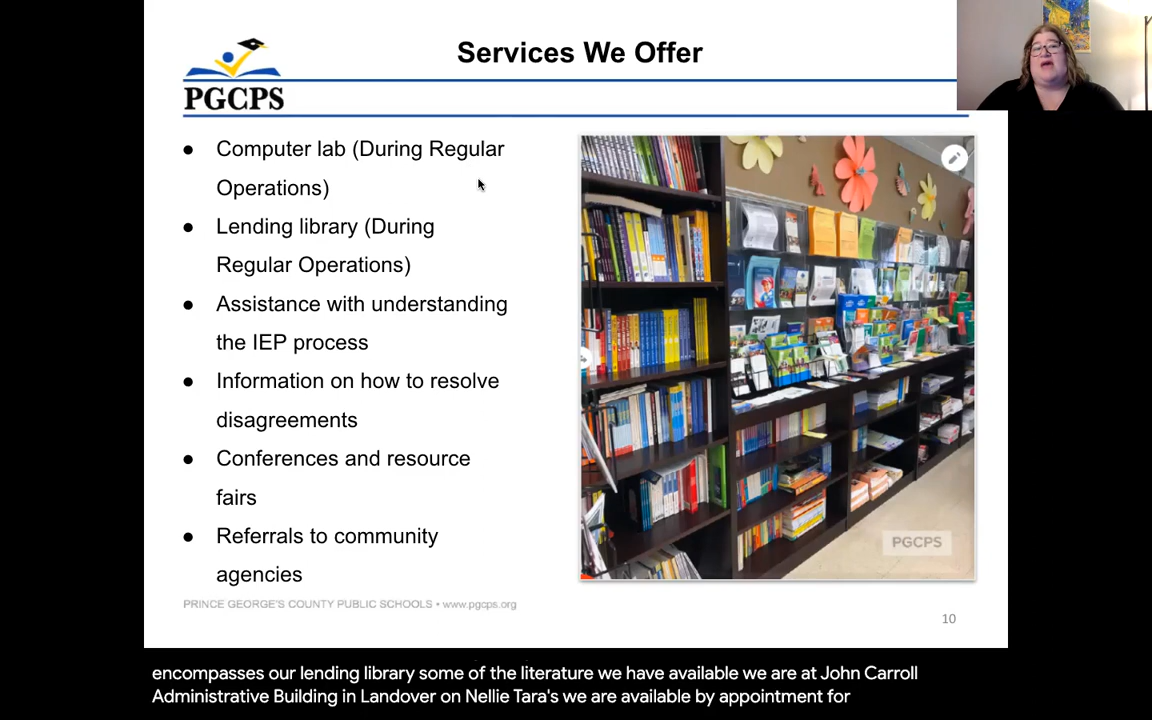 Services We Offer
PGCPS
● Computer lab (During Regular
Operations)
● Lending library (During
Regular Operations)
● Assistance with understanding
the IEP process
● Information on how to resolve
disagreements
● Conferences and resource
fairs
● Referrals to community
agencies
PGCPS
PRINCE GEORGE'S COUNTY PUBLIC SCHOOLS • www.pgcps.org
10
encompasses our lending library some of the literature we have available we are at John Carroll
Administrative Building in Landover on Nellie Tara's we are available by appointment for